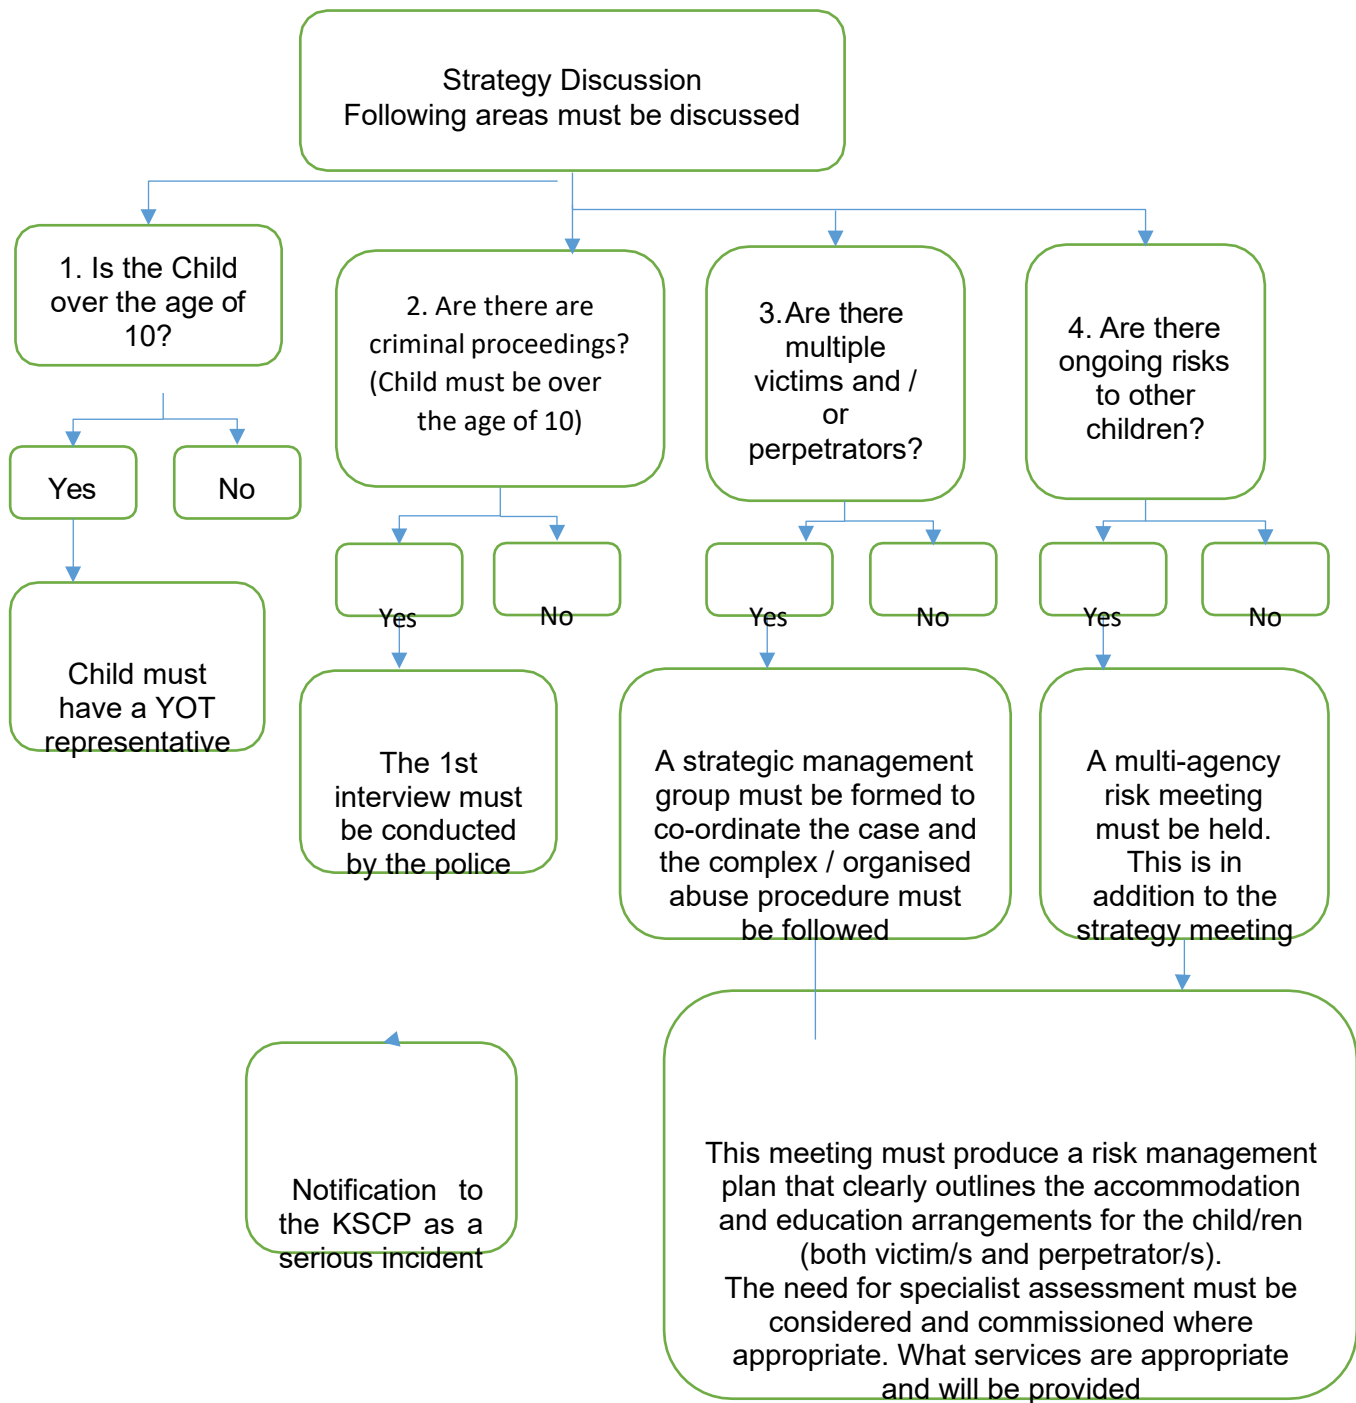 Strategy Discussion
Following areas must be discussed
1. Is the Child
over the age of
10?
2. Are there are
criminal proceedings?
(Child must be over
the age of 10)
3.Are there
multiple
victims and /
or
perpetrators?
4. Are there
ongoing risks
to other
children?
Yes
No
Yes
No
Yes
No
Yes
No
Child must
have a YOT
representative
The 1st
interview must
be conducted
by the police
A strategic management
group must be formed to
co-ordinate the case and
the complex / organised
abuse procedure must
be followed
A multi-agency
risk meeting
must be held.
This is in
addition to the
strategy meeting
Notification to
the KSCP as a
serious incident
This meeting must produce a risk management
plan that clearly outlines the accommodation
and education arrangements for the child/ren
(both victim/s and perpetrator/s).
The need for specialist assessment must be
considered and commissioned where
appropriate. What services are appropriate
and will be provided